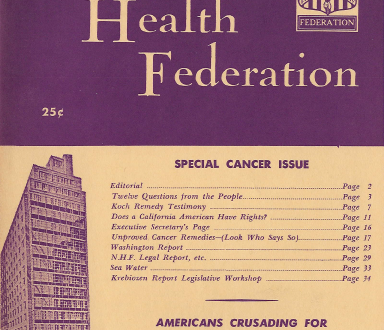 Health
FEDERATION
Federation
25¢
SPECIAL CANCER ISSUE
Editorial ... Page 2
Twelve Questions from the People ... Page 3
Koch Remedy Testimony ... Page 7
Does a California American Have Rights? ... Page 11
Executive Secretary's Page ... Page 16
Unproved Cancer Remedies—(Look Who Says So) ... Page 17
Washington Report ... Page 23
N.H.F. Legal Report, etc. ... Page 29
Sea Water ... Page 33
Krebiozen Report Legislative Workshop ... Page 34
AMERICANS CRUSADING FOR